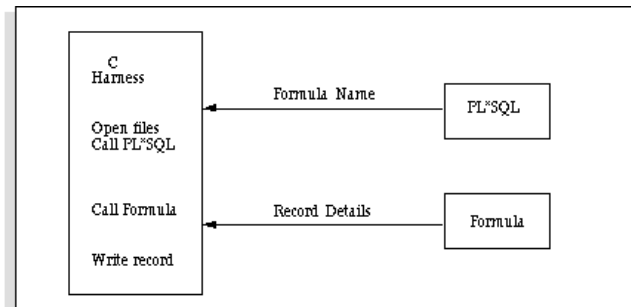 C
Harness
Formula Name
PL*SQL
Open files
Call PL*SQL
Call Formula
Record Details
Formula
Write record